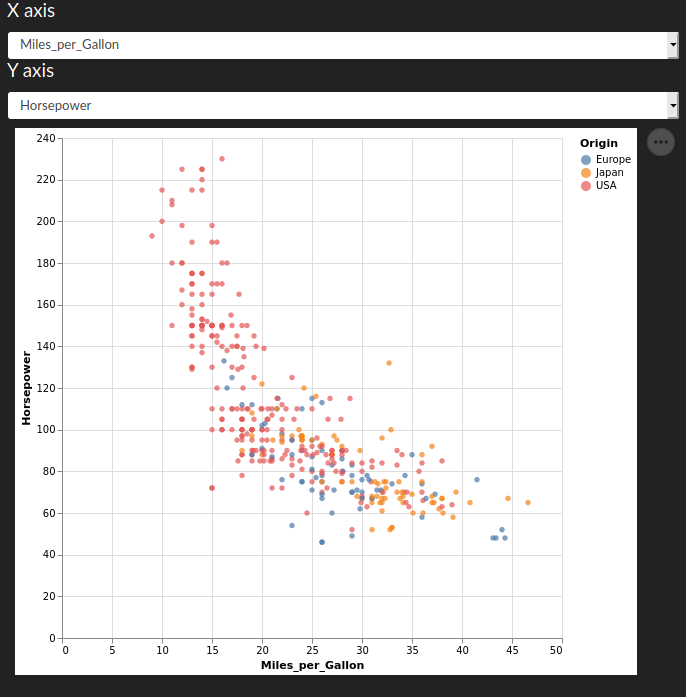 X axis
Miles_per_Gallon
Y axis
Horsepower
240
220
200
180
160
140
120
100
80
60
40
20
0
Horsepower
0 5 10 15 20 25 30 35 40 45 50
Miles_per_Gallon
Origin
Europe
Japan
USA